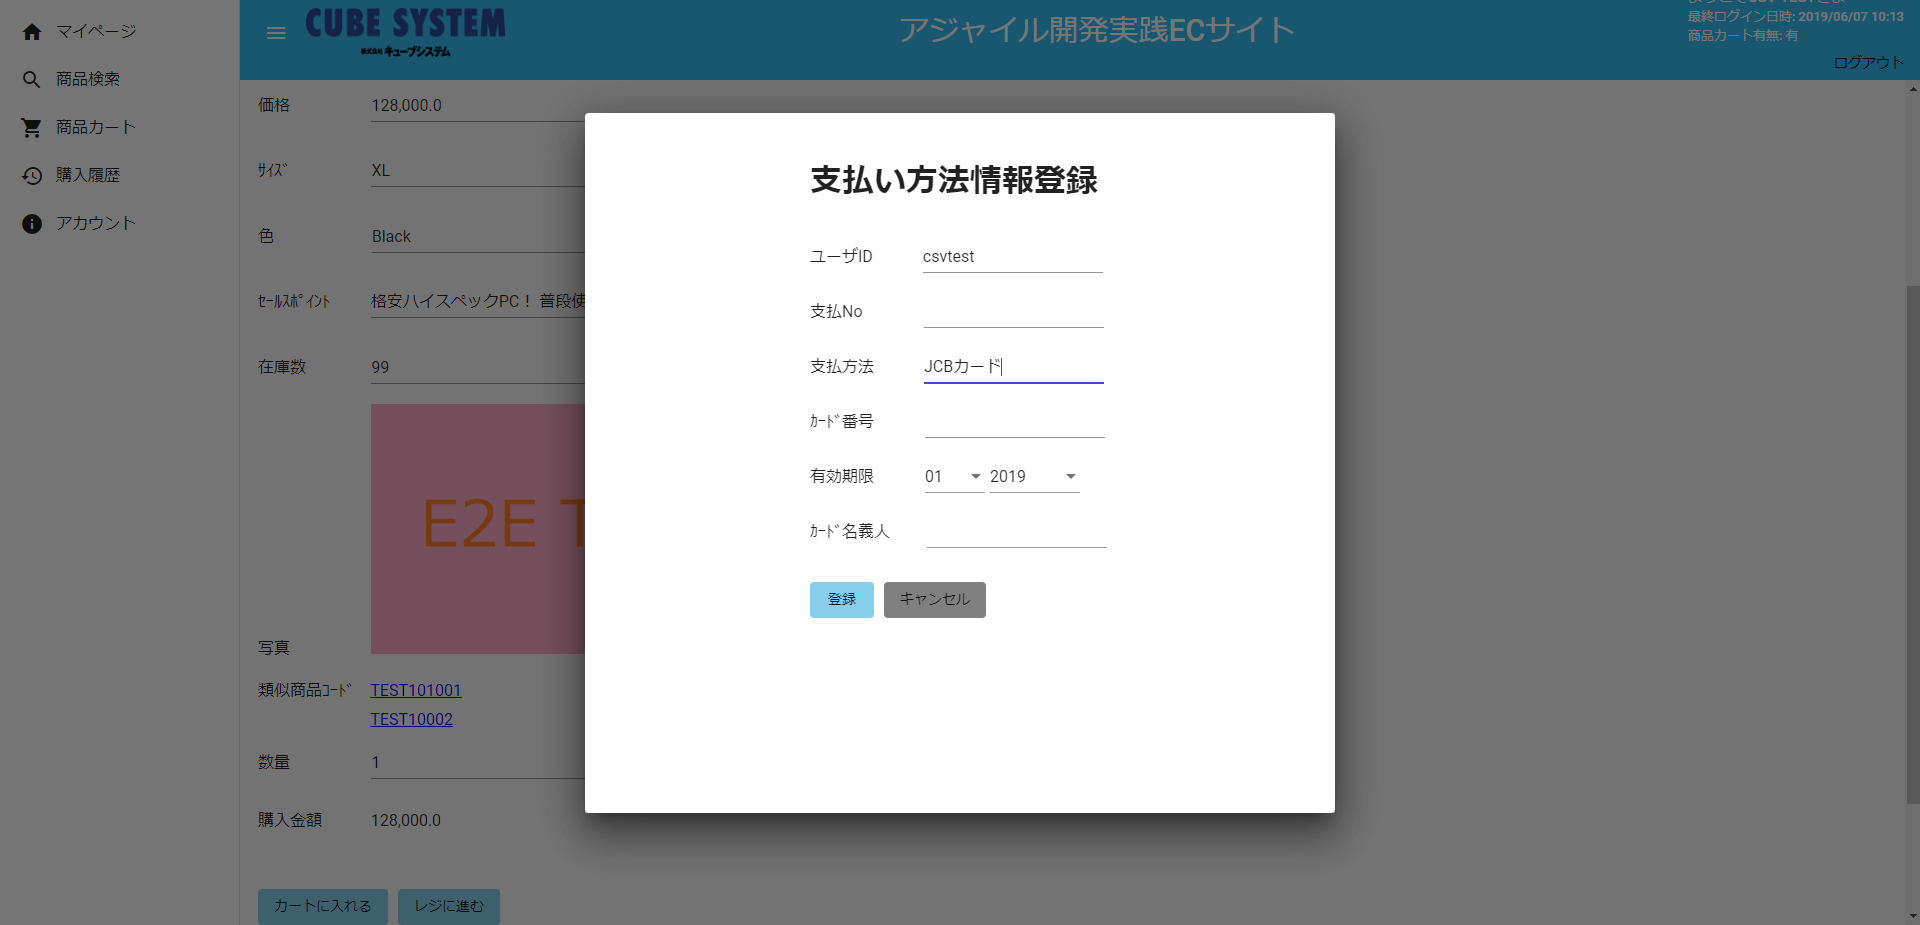 マイページ
商品検索
商品カート
購入履歴
アカウント
CUBE SYSTEM
株式会社 キューブシステム
アジャイル開発実践ECサイト
最終ログイン日時: 2019/06/07 10:13
商品カート有無: 有
ログアウト
価格 128,000.0
ｻｲｽﾞ XL
色 Black
ｾｰﾙｽﾎﾟｲﾝﾄ 格安ハイスペックPC！ 普段使
在庫数 99
E2E T
写真
類似商品ｺｰﾄﾞ TEST101001
TEST10002
数量 1
購入金額 128,000.0
カートに入れる レジに進む
支払い方法情報登録
ユーザID csvtest
支払No
支払方法 JCBカード
ｶｰﾄﾞ番号
有効期限 01 2019
ｶｰﾄﾞ名義人
登録 キャンセル